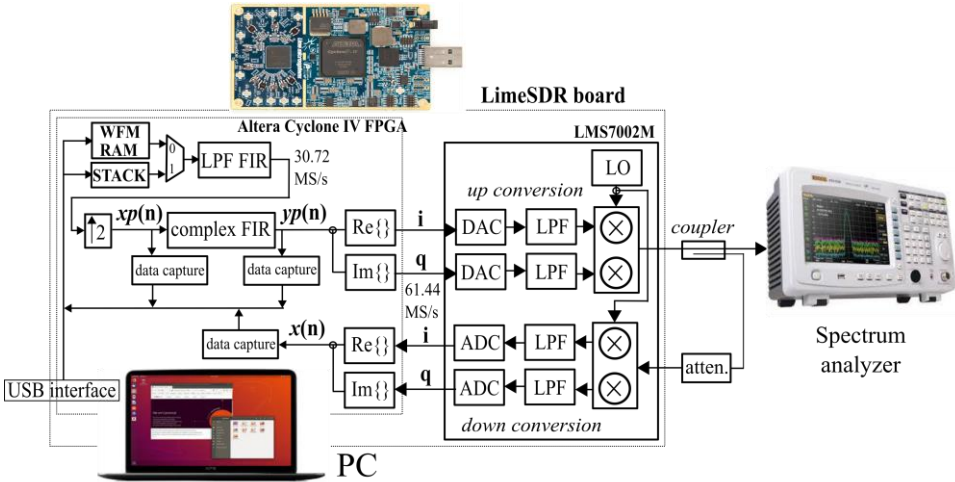 LimeSDR board
Altera Cyclone IV FPGA
LMS7002M
WFM
RAM
0
1
STACK
LPF FIR
30.72
MS/s
LO
up conversion
xp(n)
yp(n)
2
complex FIR
Re{}
i
DAC
LPF
coupler
data capture
data capture
Im{}
q
DAC
LPF
61.44
MS/s
x(n)
data capture
Re{}
i
ADC
LPF
atten.
Im{}
q
ADC
LPF
down conversion
USB interface
PC
Spectrum
analyzer